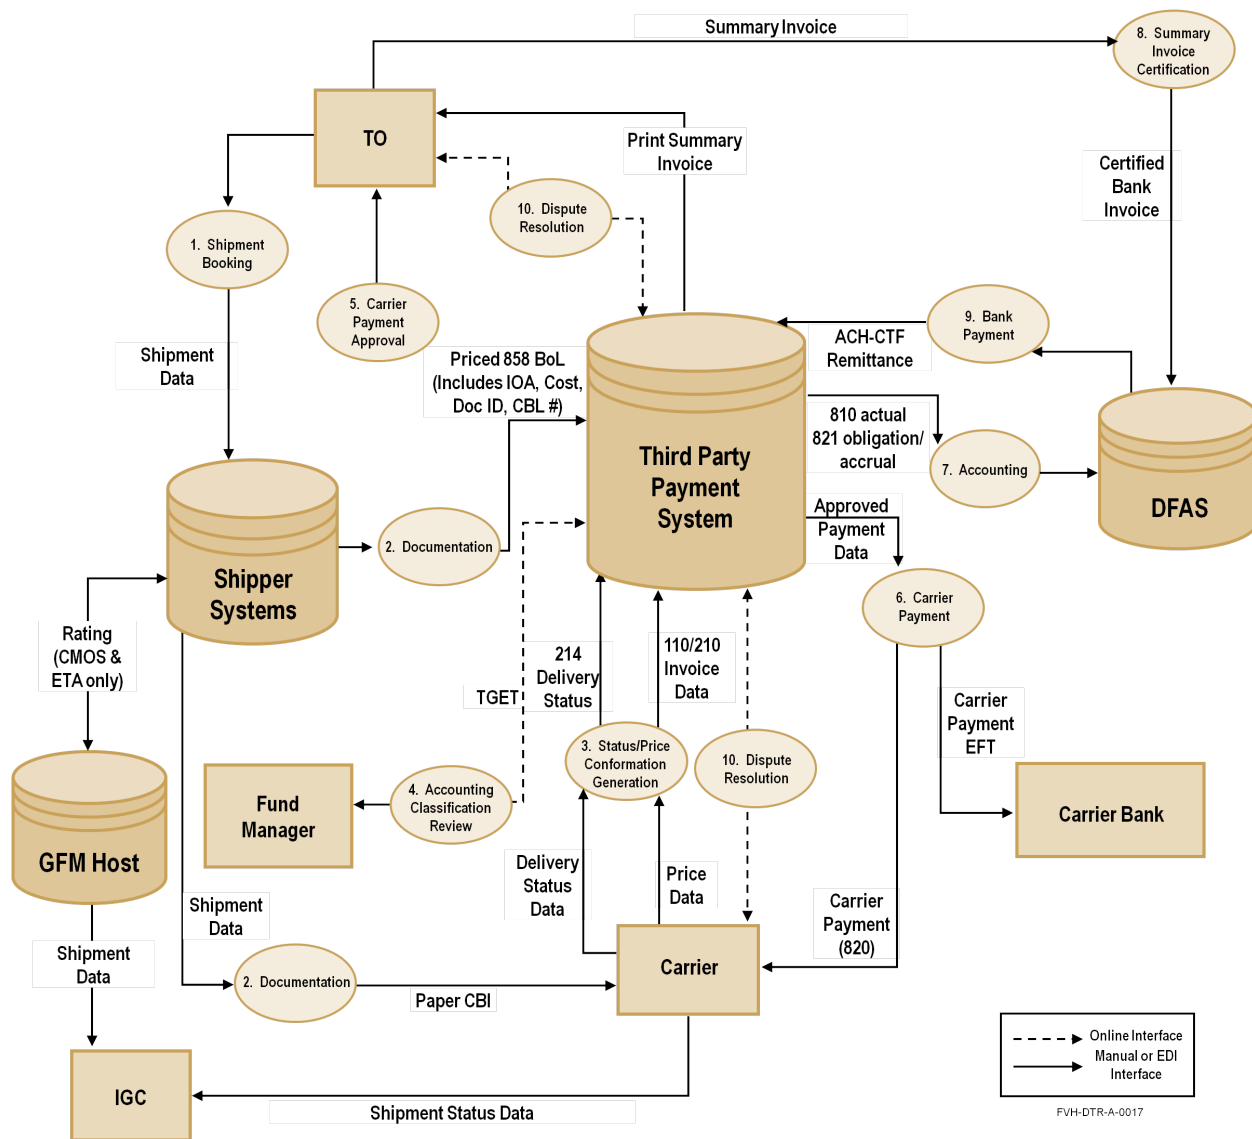 Summary Invoice
8. Summary
Invoice
Certification
TO
Print Summary
Invoice
Certified
Bank
Invoice
10. Dispute
Resolution
1. Shipment
Booking
5. Carrier
Payment
Approval
9. Bank
Payment
ACH-CTF
Remittance
Shipment
Data
Priced 858 BoL
(Includes IOA, Cost,
Doc ID, CBL #)
810 actual
821 obligation/
accrual
7. Accounting
Third Party
Payment
System
DFAS
Approved
Payment
Data
2. Documentation
Shipper
Systems
6. Carrier
Payment
Rating
(CMOS &
ETA only)
TGET
214
Delivery
Status
110/210
Invoice
Data
Carrier
Payment
EFT
3. Status/Price
Conformation
Generation
10. Dispute
Resolution
4. Accounting
Classification
Review
Fund
Manager
Carrier Bank
GFM Host
Delivery
Status
Data
Price
Data
Shipment
Data
Carrier
Payment
(820)
Shipment
Data
2. Documentation
Paper CBI
Carrier
IGC
Shipment Status Data
Online Interface
Manual or EDI
Interface
FVH-DTR-A-0017